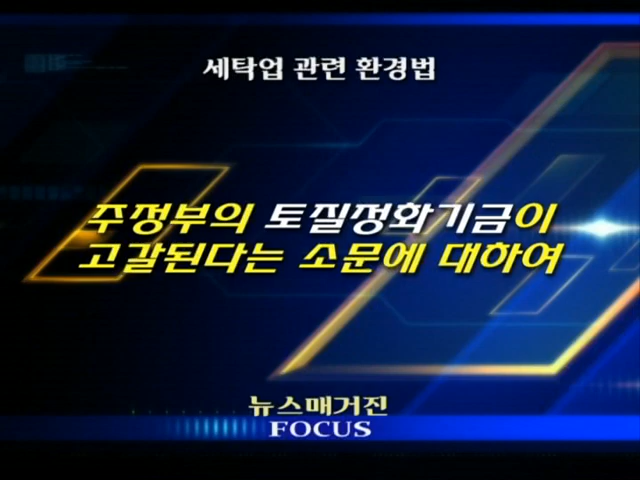 세탁업 관련 환경법
주정부의 토질정화기금이
고갈된다는 소문에 대하여
뉴스매거진
FOCUS